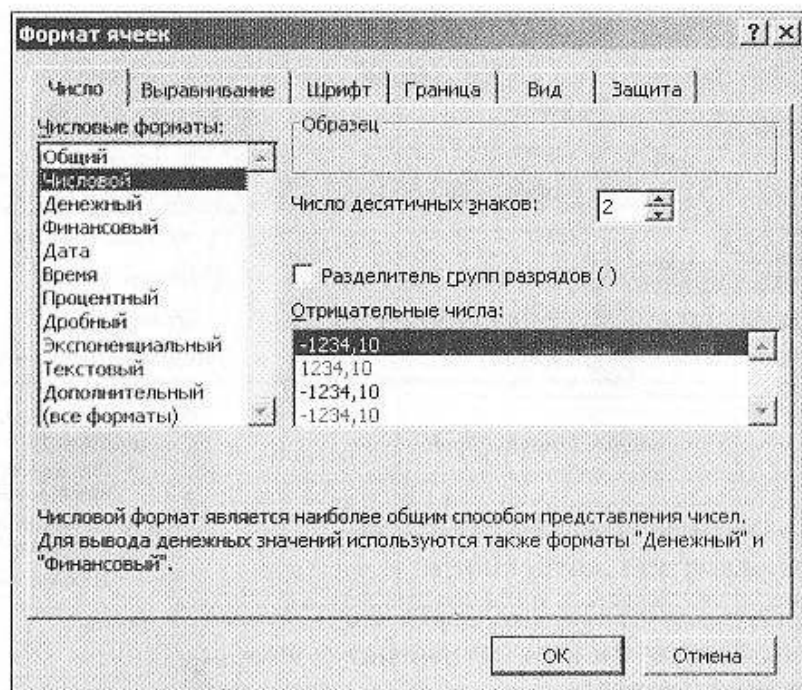 Формат ячеек
Число Выравнивание Шрифт Граница Вид Защита
Числовые форматы:
Общий
Числовой
Денежный
Финансовый
Дата
Время
Процентный
Дробный
Экспоненциальный
Текстовый
Дополнительный
(все форматы)
Образец
Число десятичных знаков: 2
Разделитель групп разрядов ( )
Отрицательные числа:
-1234,10
1234,10
-1234,10
-1234,10
Числовой формат является наиболее общим способом представления чисел.
Для вывода денежных значений используются также форматы "Денежный" и
"Финансовый".
ОК Отмена